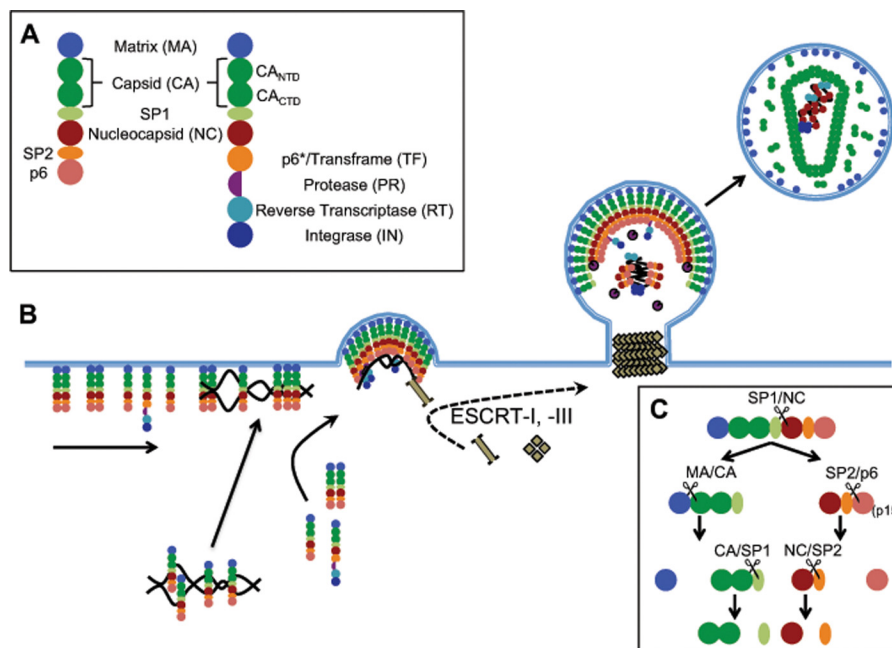 A
Matrix (MA)
Capsid (CA)
CANTD
CACTD
SP1
Nucleocapsid (NC)
SP2
p6
p6*/Transframe (TF)
Protease (PR)
Reverse Transcriptase (RT)
Integrase (IN)
B
ESCRT-I, -III
C
SP1/NC
MA/CA
SP2/p6
CA/SP1
NC/SP2